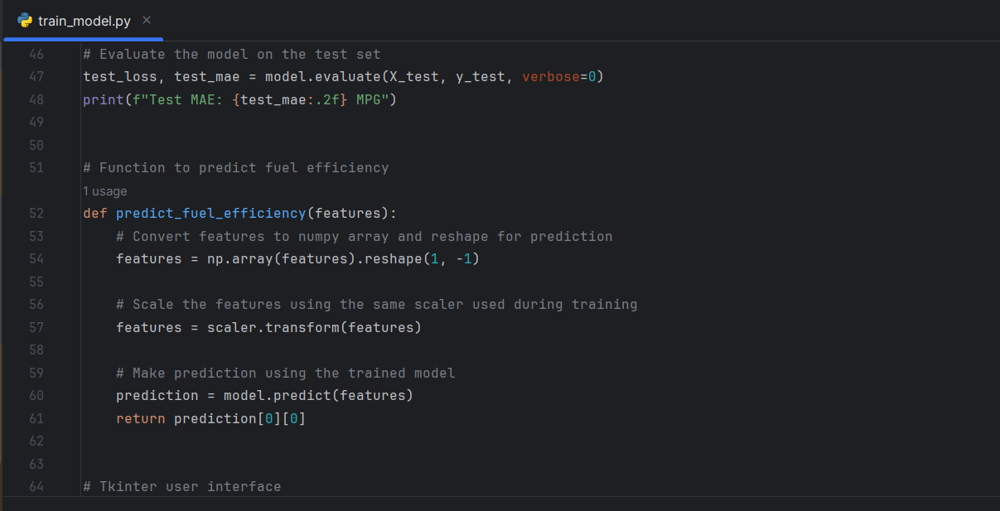 train_model.py ×
46 # Evaluate the model on the test set
47 test_loss, test_mae = model.evaluate(X_test, y_test, verbose=0)
48 print(f"Test MAE: {test_mae:.2f} MPG")
49
50
51 # Function to predict fuel efficiency
1 usage
52 def predict_fuel_efficiency(features):
53     # Convert features to numpy array and reshape for prediction
54     features = np.array(features).reshape(1, -1)
55
56     # Scale the features using the same scaler used during training
57     features = scaler.transform(features)
58
59     # Make prediction using the trained model
60     prediction = model.predict(features)
61     return prediction[0][0]
62
63
64 # Tkinter user interface